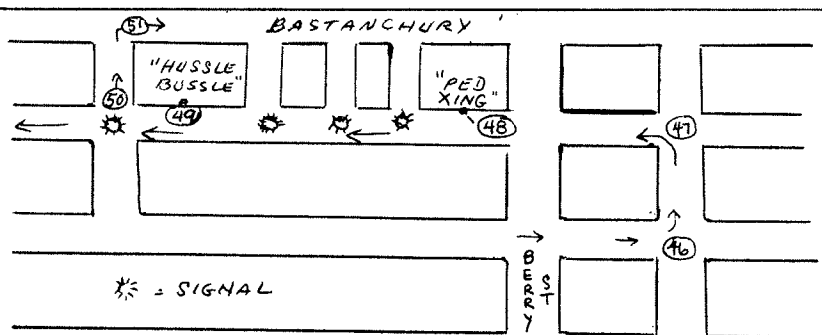 51
BASTANCHURY
"HUSSLE
BUSSLE"
"PED
XING"
50
49
48
47
46
BERRY
ST
= SIGNAL